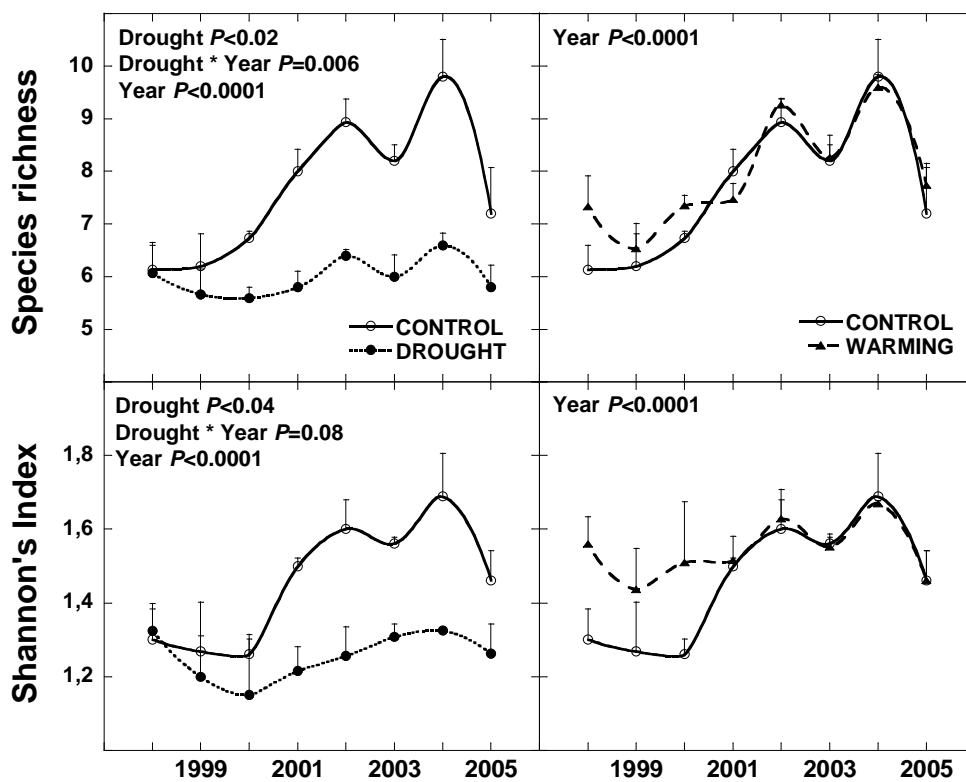 Species richness
10
9
8
7
6
5
Drought P<0.02
Drought * Year P=0.006
Year P<0.0001
CONTROL
DROUGHT
Year P<0.0001
CONTROL
WARMING
Shannon's Index
1,8
1,6
1,4
1,2
Drought P<0.04
Drought * Year P=0.08
Year P<0.0001
Year P<0.0001
1999 2001 2003 2005
1999 2001 2003 2005